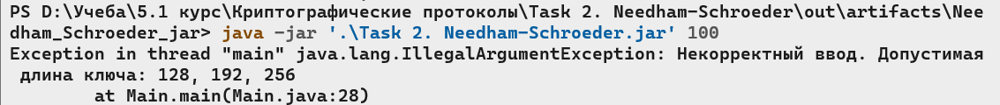 PS D:\Учеба\5.1 курс\Криптографические протоколы\Task 2. Needham-Schroeder\out\artifacts\Nee
dham_Schroeder_jar> java -jar '.\Task 2. Needham-Schroeder.jar' 100
Exception in thread "main" java.lang.IllegalArgumentException: Некорректный ввод. Допустимая
длина ключа: 128, 192, 256
at Main.main(Main.java:28)